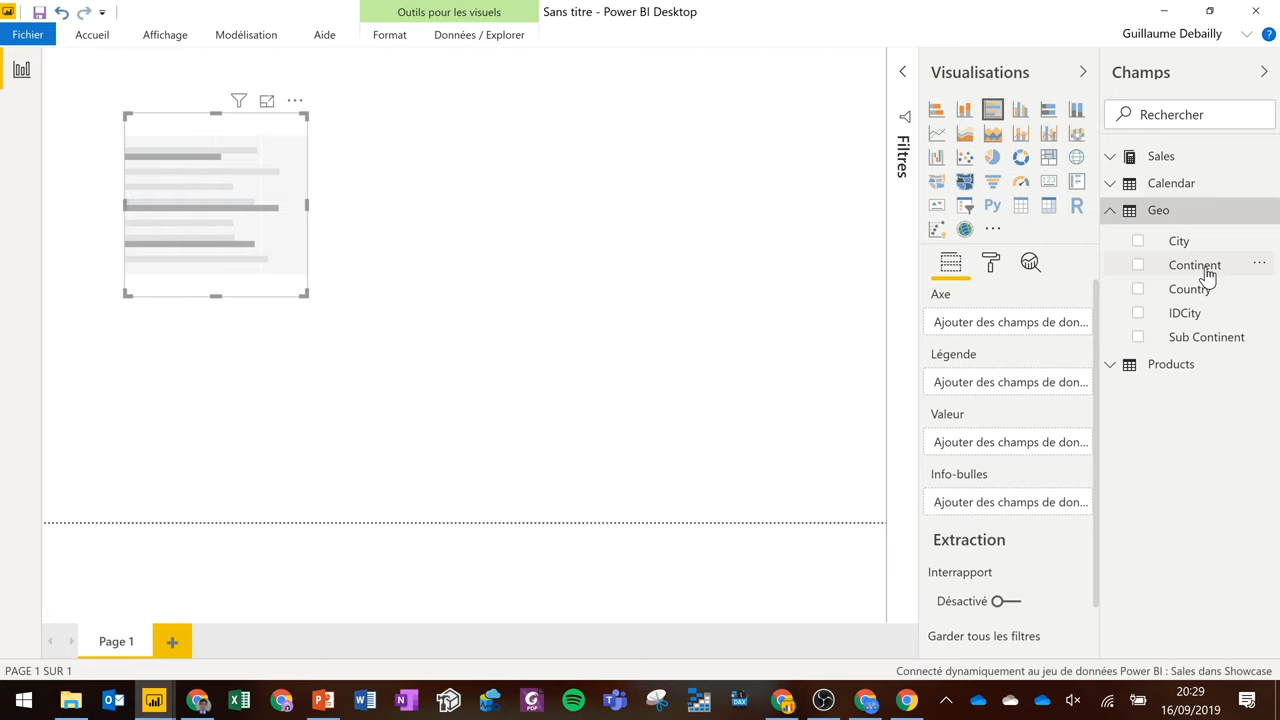 Outils pour les visuels
Sans titre - Power BI Desktop
Fichier
Accueil
Affichage
Modélisation
Aide
Format
Données / Explorer
Guillaume Debailly
?
Filtres
Visualisations
Champs
Rechercher
123
Py
R
Sales
Calendar
Geo
City
Continent
Country
IDCity
Sub Continent
Products
Axe
Ajouter des champs de don...
Légende
Ajouter des champs de don...
Valeur
Ajouter des champs de don...
Info-bulles
Ajouter des champs de don...
Extraction
Interrapport
Désactivé
Garder tous les filtres
Page 1
PAGE 1 SUR 1
Connecté dynamiquement au jeu de données Power BI : Sales dans Showcase
PDF
DAX
20:29
16/09/2019